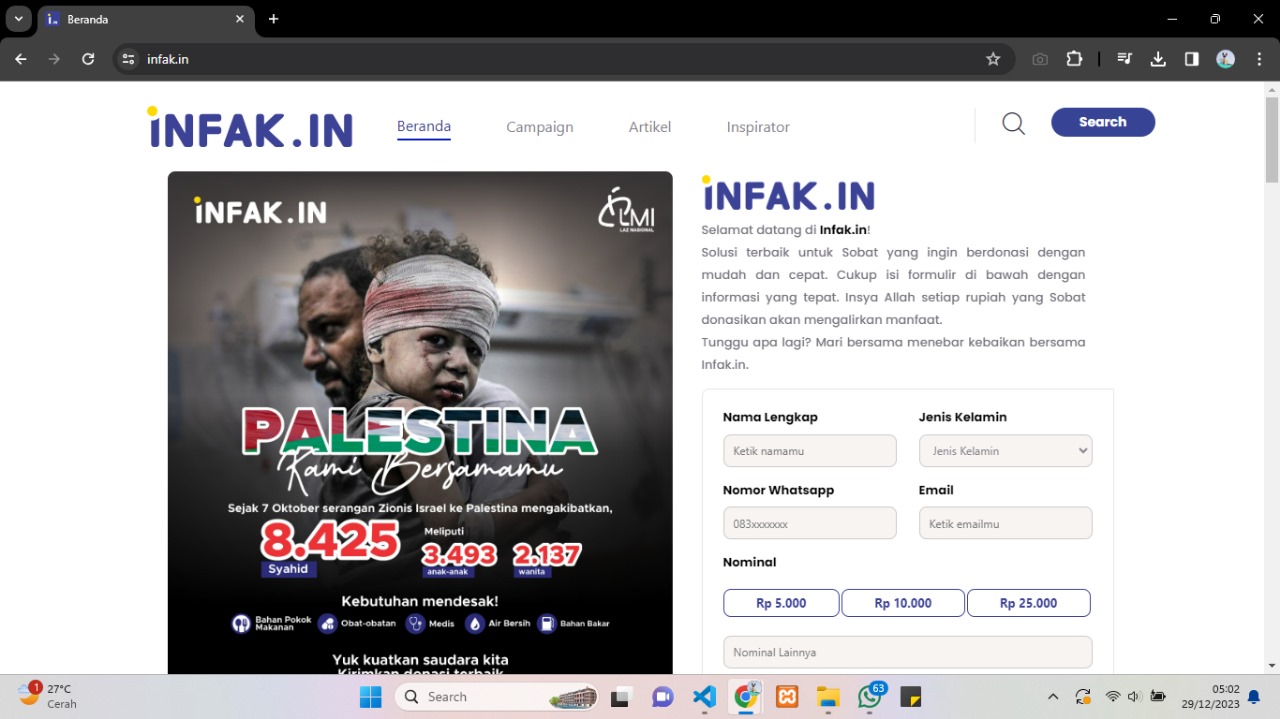 Beranda
infak.in
iNFAK.IN
Beranda
Campaign
Artikel
Inspirator
Search
iNFAK.IN
LMI
LAZ NASIONAL
PALESTINA
Kami Bersamamu
Sejak 7 Oktober serangan Zionis Israel ke Palestina mengakibatkan,
8.425
Syahid
Meliputi
3.493
anak-anak
2.137
wanita
Kebutuhan mendesak!
Bahan Pokok
Makanan
Obat-obatan
Medis
Air Bersih
Bahan Bakar
Yuk kuatkan saudara kita
Kirimkan donasi terbaik
iNFAK.IN
Selamat datang di Infak.in!
Solusi terbaik untuk Sobat yang ingin berdonasi dengan
mudah dan cepat. Cukup isi formulir di bawah dengan
informasi yang tepat. Insya Allah setiap rupiah yang Sobat
donasikan akan mengalirkan manfaat.
Tunggu apa lagi? Mari bersama menebar kebaikan bersama
Infak.in.
Nama Lengkap
Jenis Kelamin
Ketik namamu
Jenis Kelamin
Nomor Whatsapp
Email
083xxxxxxx
Ketik emailmu
Nominal
Rp 5.000
Rp 10.000
Rp 25.000
Nominal Lainnya
1
27°C
Cerah
Search
63
05:02
29/12/2023